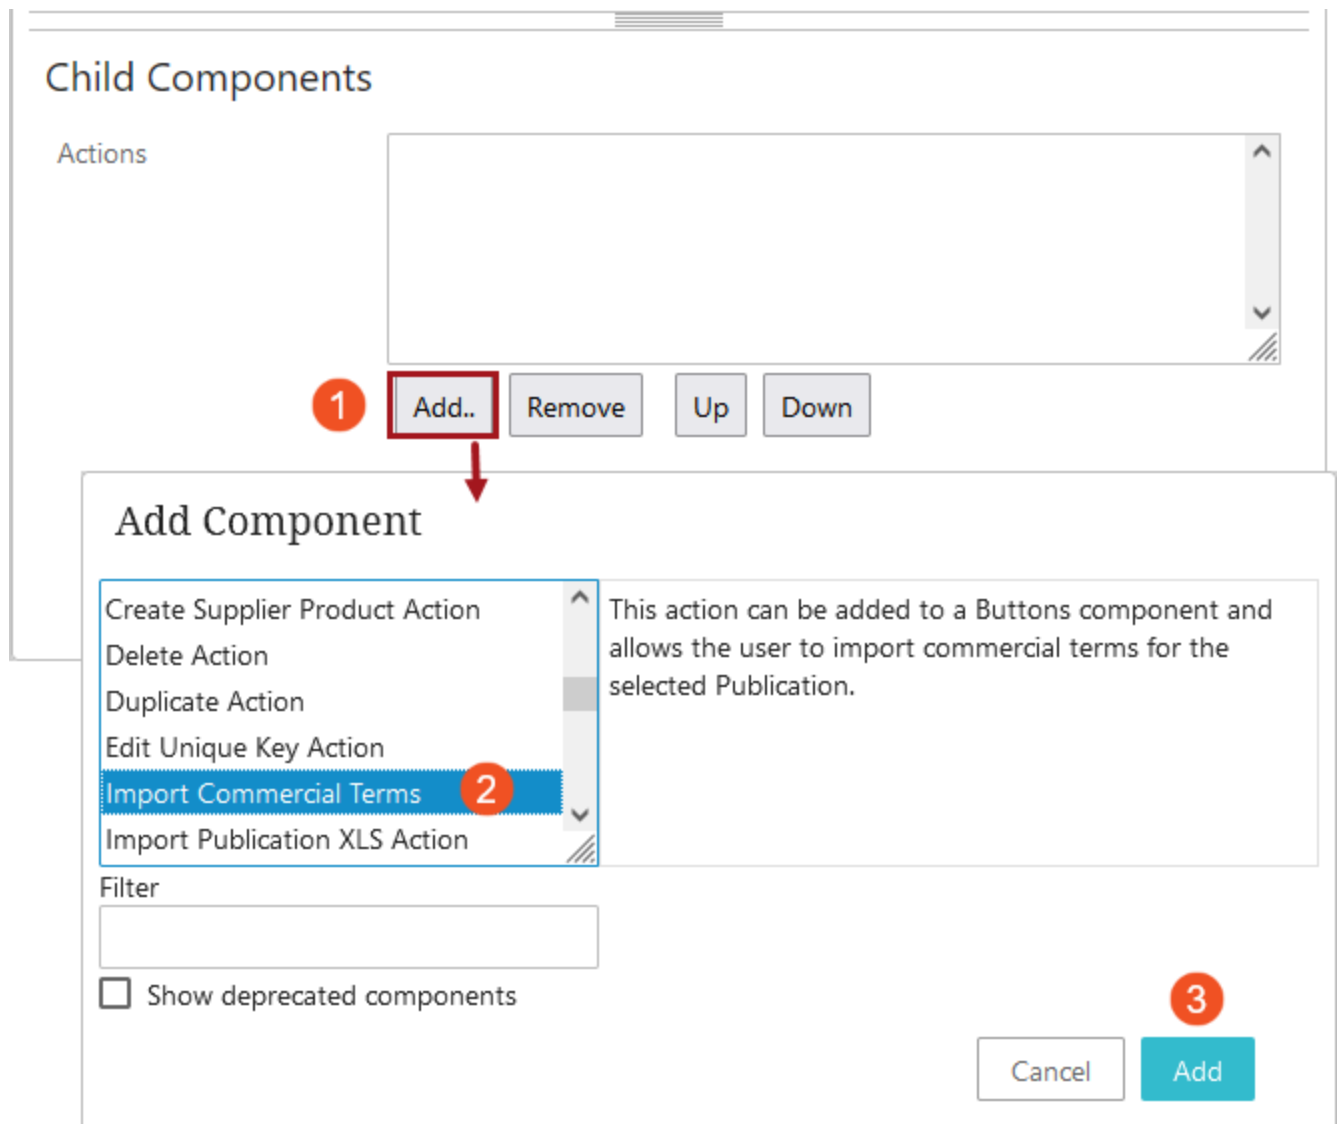 Child Components
Actions
1
Add..
Remove
Up
Down
Add Component
Create Supplier Product Action
Delete Action
Duplicate Action
Edit Unique Key Action
Import Commercial Terms
2
Import Publication XLS Action
This action can be added to a Buttons component and
allows the user to import commercial terms for the
selected Publication.
Filter
Show deprecated components
3
Cancel
Add